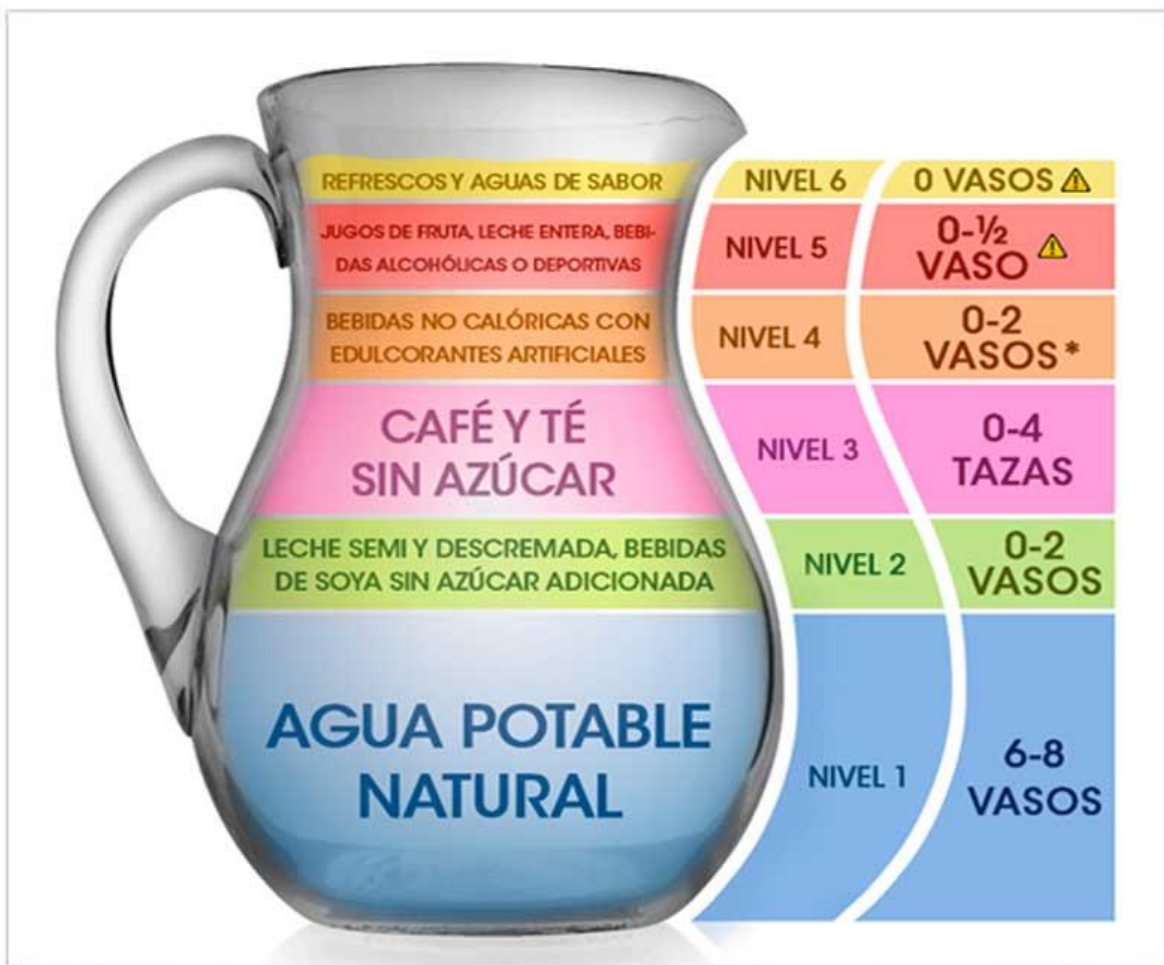 REFRESCOS Y AGUAS DE SABOR
NIVEL 6
0 VASOS
JUGOS DE FRUTA, LECHE ENTERA, BEBI-
DAS ALCOHÓLICAS O DEPORTIVAS
NIVEL 5
0-½
VASO
BEBIDAS NO CALÓRICAS CON
EDULCORANTES ARTIFICIALES
NIVEL 4
0-2
VASOS*
CAFÉ Y TÉ
SIN AZÚCAR
NIVEL 3
0-4
TAZAS
LECHE SEMI Y DESCREMADA, BEBIDAS
DE SOYA SIN AZÚCAR ADICIONADA
NIVEL 2
0-2
VASOS
AGUA POTABLE
NATURAL
NIVEL 1
6-8
VASOS